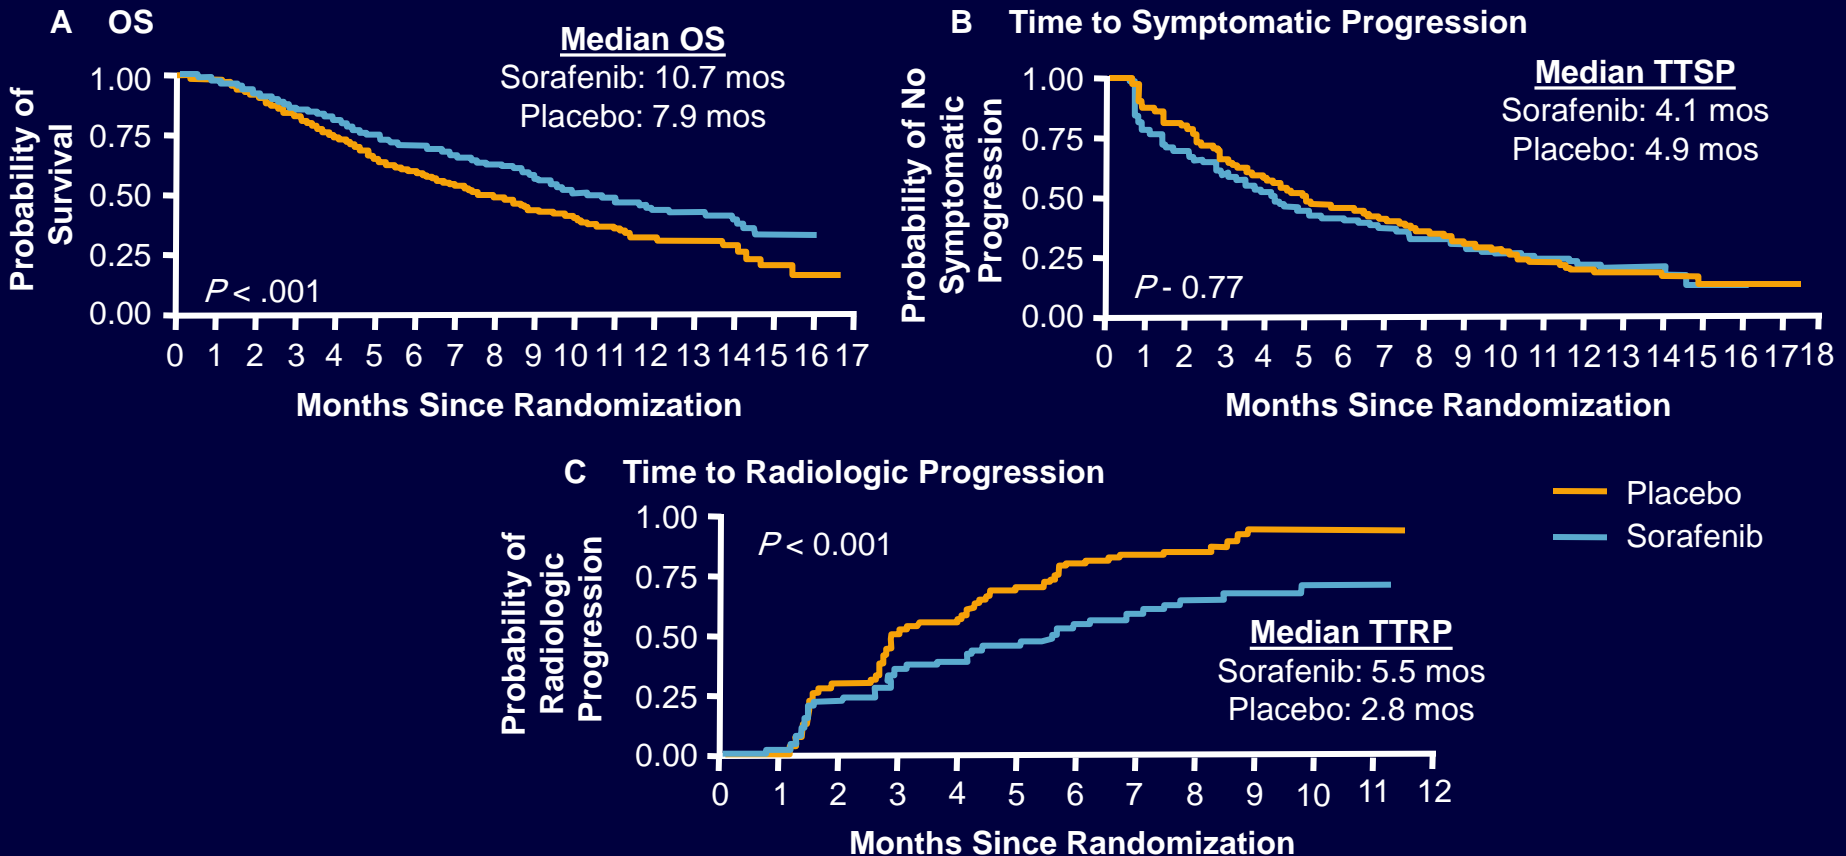 A OS
Median OS
Sorafenib: 10.7 mos
Placebo: 7.9 mos
Probability of
Survival
1.00
0.75
0.50
0.25
0.00
P < .001
0 1 2 3 4 5 6 7 8 9 10 11 12 13 14 15 16 17
Months Since Randomization
B Time to Symptomatic Progression
Median TTSP
Sorafenib: 4.1 mos
Placebo: 4.9 mos
Probability of No
Symptomatic
Progression
1.00
0.75
0.50
0.25
0.00
P - 0.77
0 1 2 3 4 5 6 7 8 9 10 11 12 13 14 15 16 17 18
Months Since Randomization
C Time to Radiologic Progression
P < 0.001
Probability of
Radiologic
Progression
1.00
0.75
0.50
0.25
0.00
Median TTRP
Sorafenib: 5.5 mos
Placebo: 2.8 mos
0 1 2 3 4 5 6 7 8 9 10 11 12
Months Since Randomization
Placebo
Sorafenib